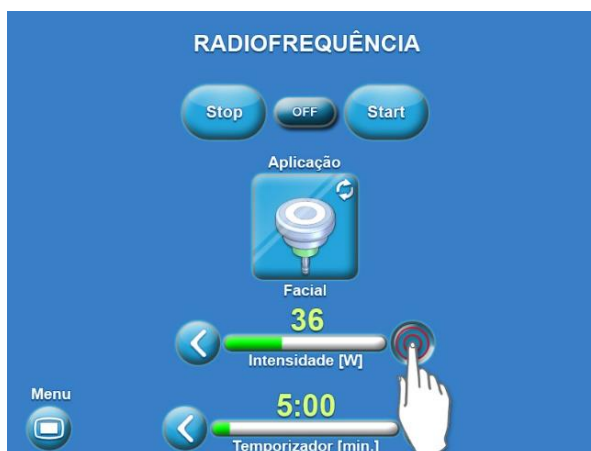 RADIOFREQUÊNCIA
Stop OFF Start
Aplicação
Facial
36
Intensidade [W]
Menu
5:00
Temporizador [min.]